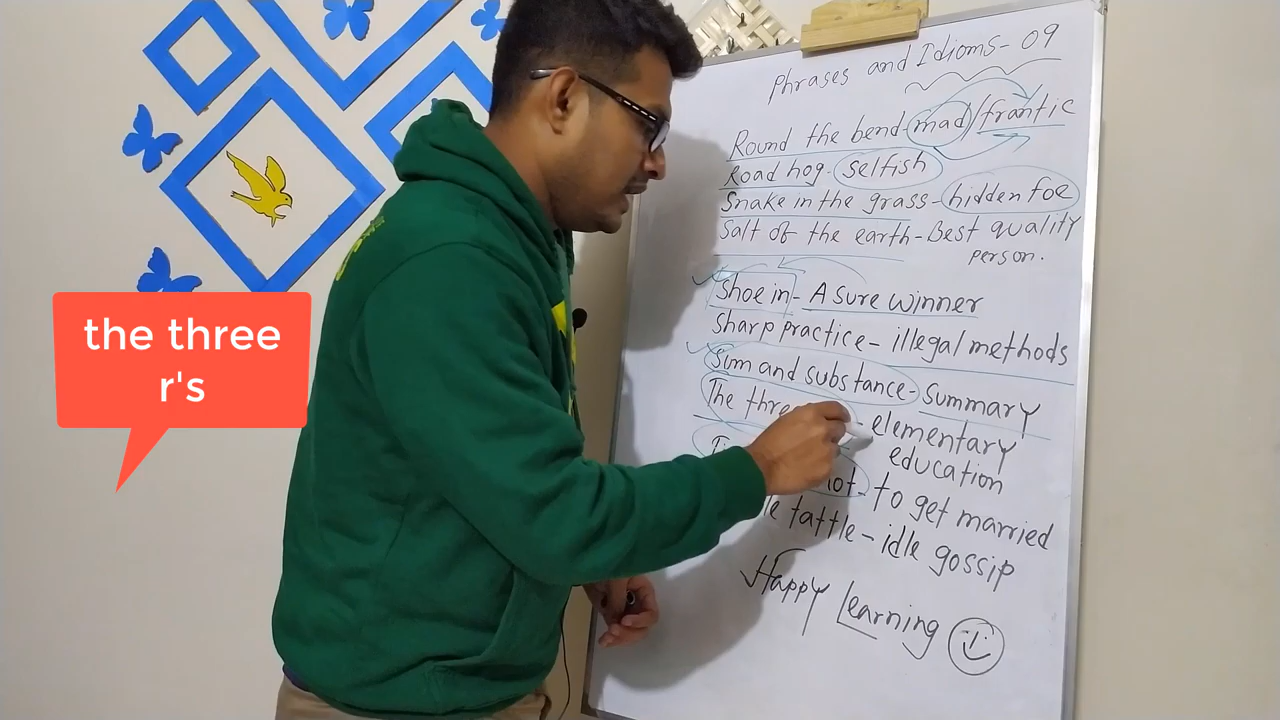 the three
r's
Phrases and Idioms-09
Round the bend mad/frantic
Road hog- selfish
Snake in the grass-hidden foe
Salt of the earth-Best quality
person.
Shoe in- A sure winner
Sharp practice- illegal methods
Sum and substance- Summary
The three - elementary
education
to get married
tattle- idle gossip
Happy Learning